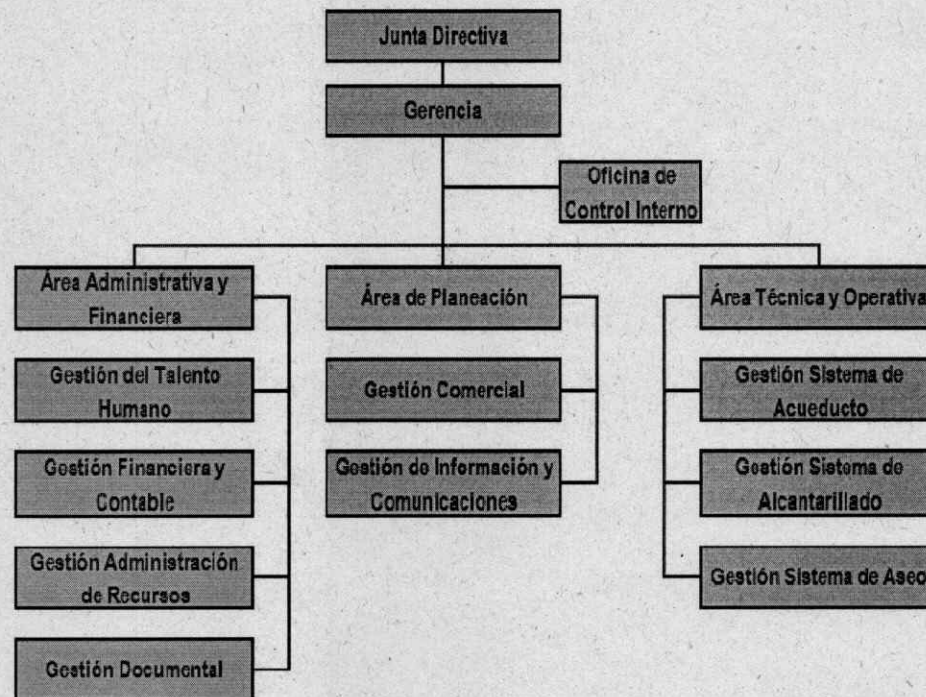 Junta Directiva
Gerencia
Oficina de
Control Interno
Área Administrativa y
Financiera
Gestión del Talento
Humano
Gestión Financiera y
Contable
Gestión Administración
de Recursos
Gestión Documental
Área de Planeación
Gestión Comercial
Gestión de Información y
Comunicaciones
Área Técnica y Operativa
Gestión Sistema de
Acueducto
Gestión Sistema de
Alcantarillado
Gestión Sistema de Aseo